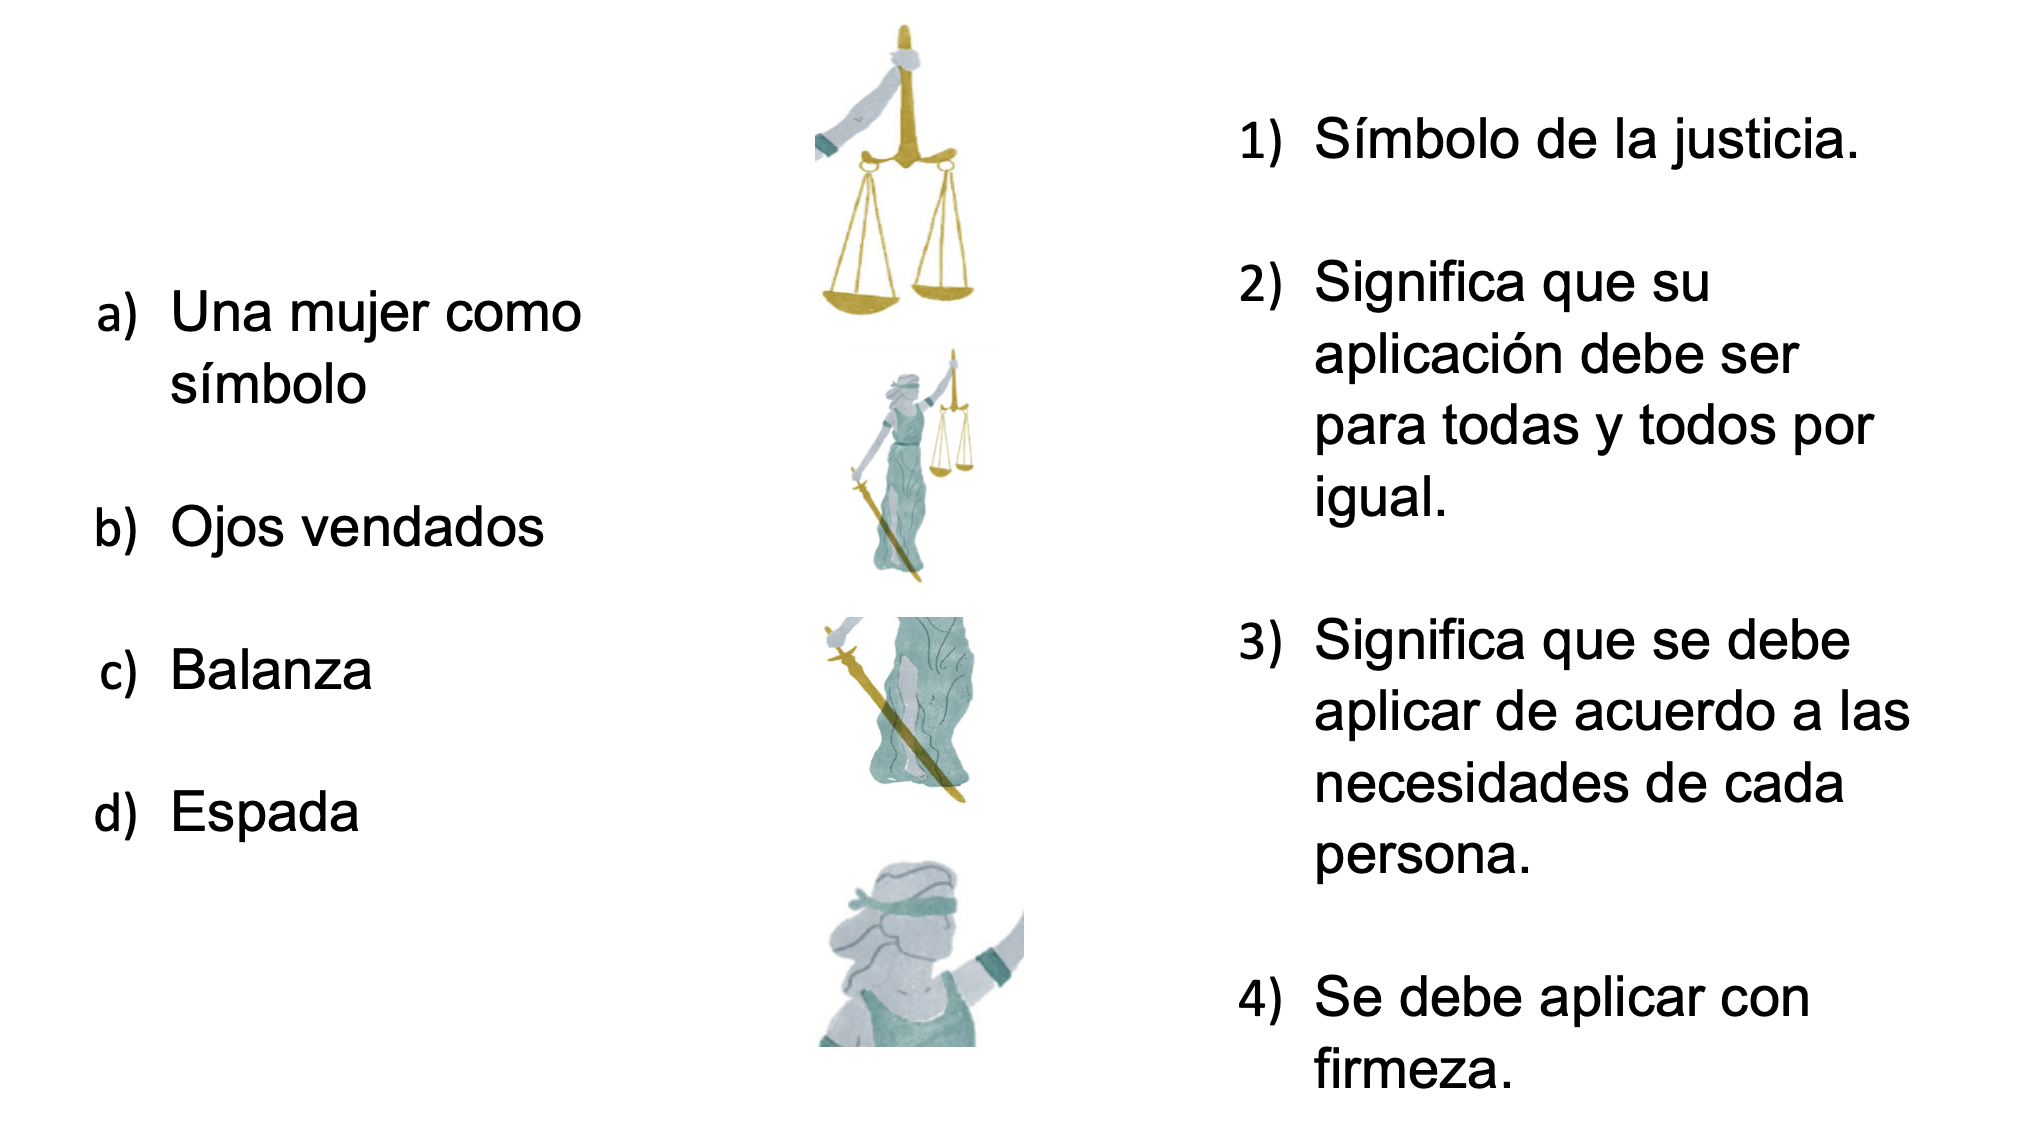 a) Una mujer como
símbolo
b) Ojos vendados
c) Balanza
d) Espada
1) Símbolo de la justicia.
2) Significa que su
aplicación debe ser
para todas y todos por
igual.
3) Significa que se debe
aplicar de acuerdo a las
necesidades de cada
persona.
4) Se debe aplicar con
firmeza.